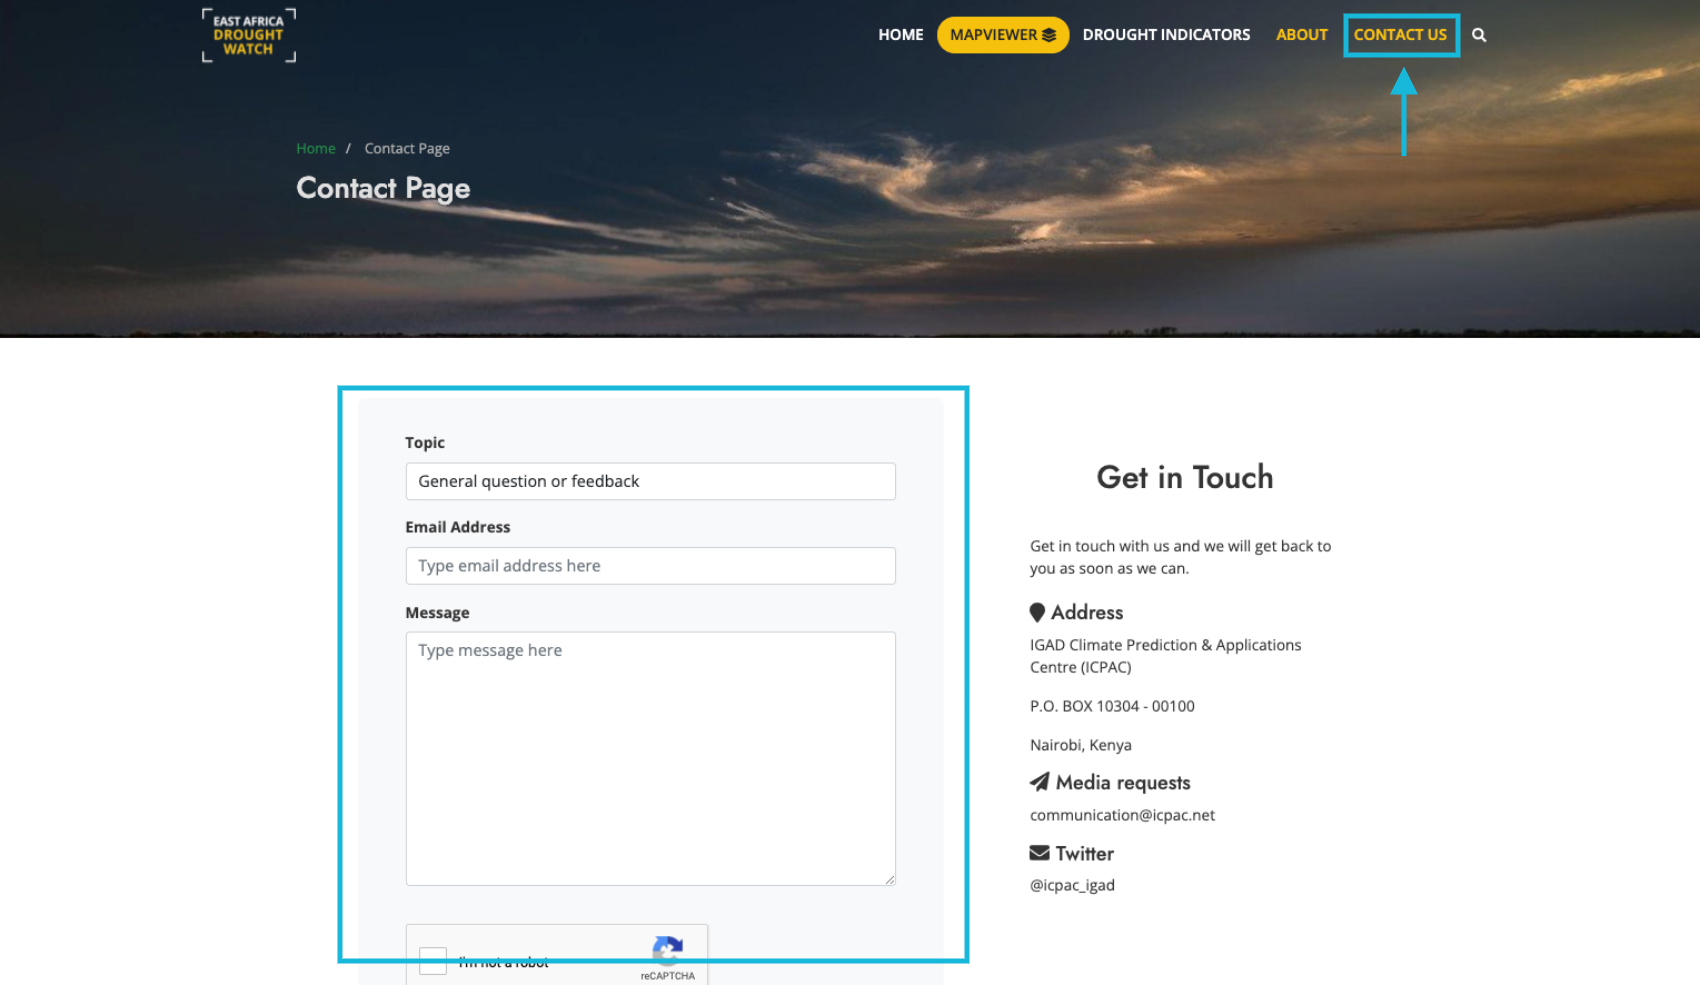 EAST AFRICA
DROUGHT
WATCH
HOME
MAPVIEWER
DROUGHT INDICATORS
ABOUT
CONTACT US
Home / Contact Page
Contact Page
Topic
General question or feedback
Email Address
Type email address here
Message
Type message here
I'm not a robot
reCAPTCHA
Get in Touch
Get in touch with us and we will get back to
you as soon as we can.
Address
IGAD Climate Prediction & Applications
Centre (ICPAC)
P.O. BOX 10304 - 00100
Nairobi, Kenya
Media requests
communication@icpac.net
Twitter
@icpac_igad